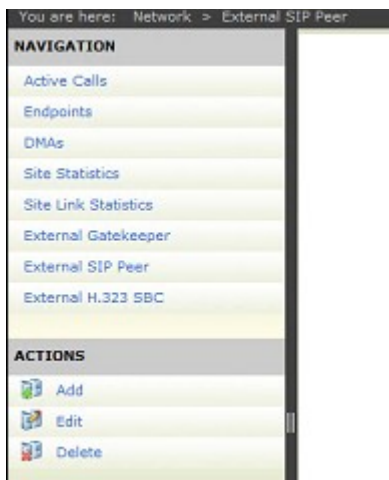 You are here: Network > External SIP Peer
NAVIGATION
Active Calls
Endpoints
DMAs
Site Statistics
Site Link Statistics
External Gatekeeper
External SIP Peer
External H.323 SBC
ACTIONS
Add
Edit
Delete